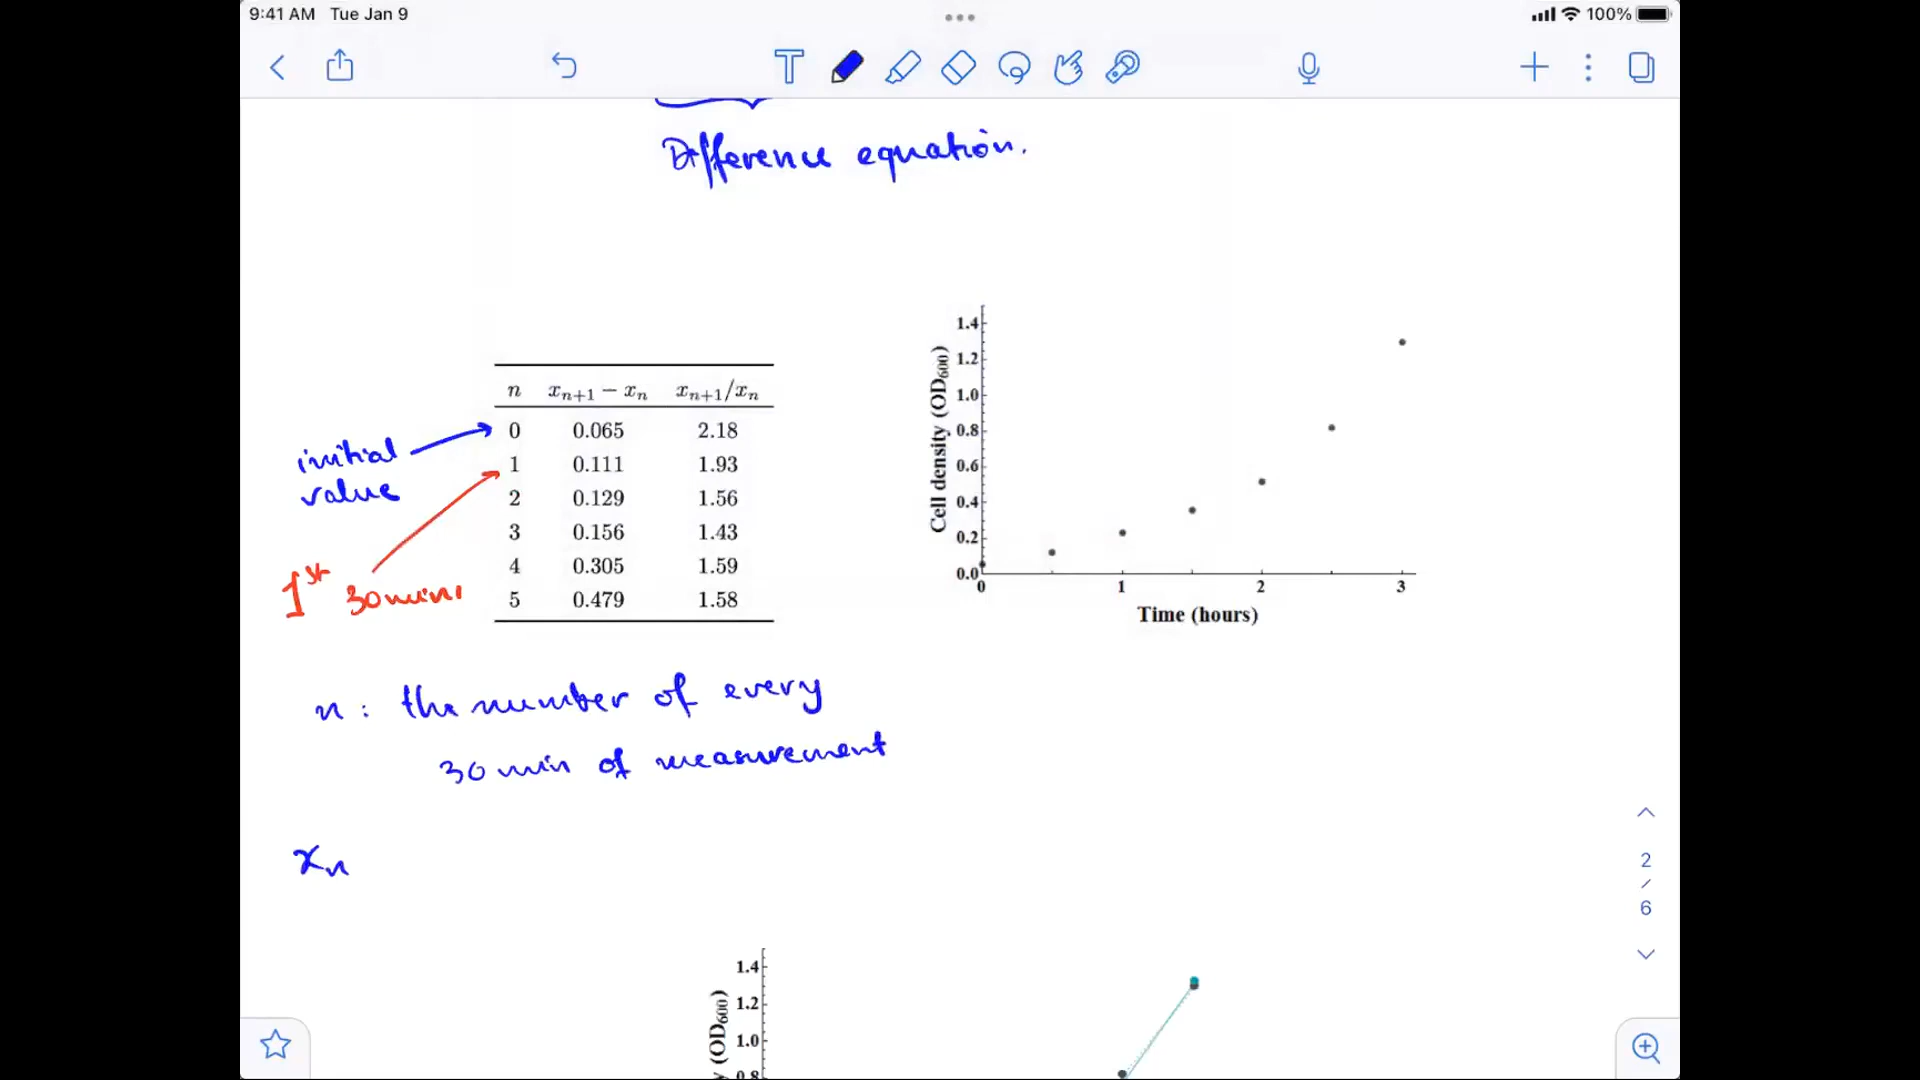 9:41 AM Tue Jan 9
100%
Difference equation.
n xn+1 − xn xn+1/xn
0 0.065 2.18
1 0.111 1.93
2 0.129 1.56
3 0.156 1.43
4 0.305 1.59
5 0.479 1.58
initial
value
1st 30 mins
Cell density (OD600)
1.4
1.2
1.0
0.8
0.6
0.4
0.2
0.0
0 1 2 3
Time (hours)
n : the number of every
30 min of measurement
xn
2
/
6
1.4
1.2
1.0
0.8
(OD600)